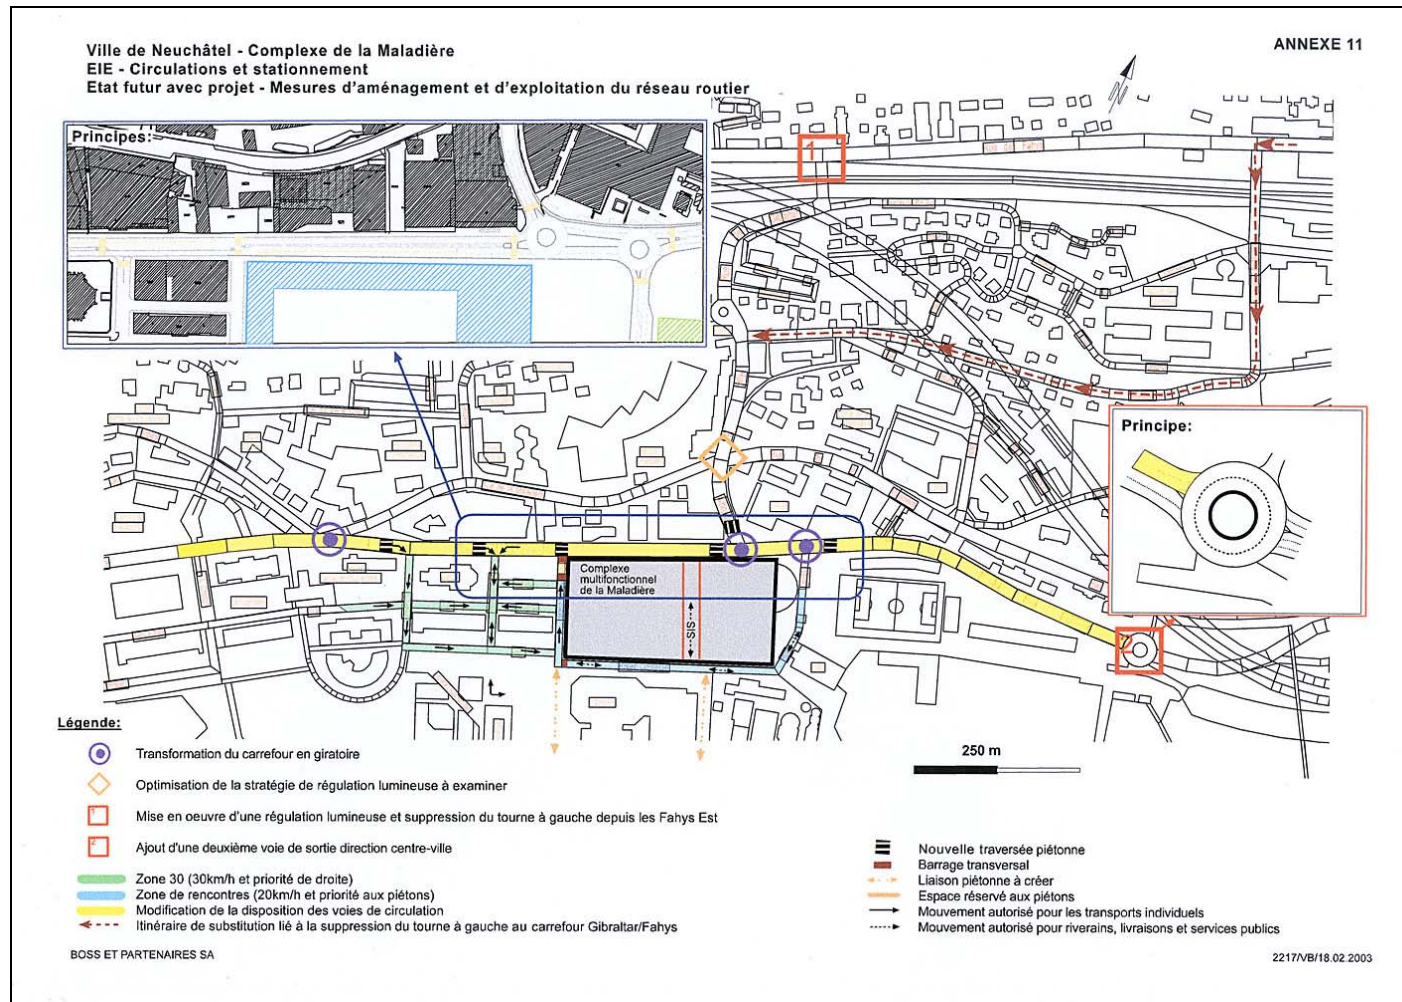 Ville de Neuchâtel - Complexe de la Maladière
EIE - Circulations et stationnement
Etat futur avec projet - Mesures d'aménagement et d'exploitation du réseau routier
ANNEXE 11
N
Principes:
1
Principe:
Complexe
multifonctionnel
de la Maladière
SIS
2
Légende:
250 m
Transformation du carrefour en giratoire
Optimisation de la stratégie de régulation lumineuse à examiner
1
Mise en oeuvre d'une régulation lumineuse et suppression du tourne à gauche depuis les Fahys Est
2
Ajout d'une deuxième voie de sortie direction centre-ville
Zone 30 (30km/h et priorité de droite)
Zone de rencontres (20km/h et priorité aux piétons)
Modification de la disposition des voies de circulation
Itinéraire de substitution lié à la suppression du tourne à gauche au carrefour Gibraltar/Fahys
Nouvelle traversée piétonne
Barrage transversal
Liaison piétonne à créer
Espace réservé aux piétons
Mouvement autorisé pour les transports individuels
Mouvement autorisé pour riverains, livraisons et services publics
BOSS ET PARTENAIRES SA
2217/VB/18.02.2003